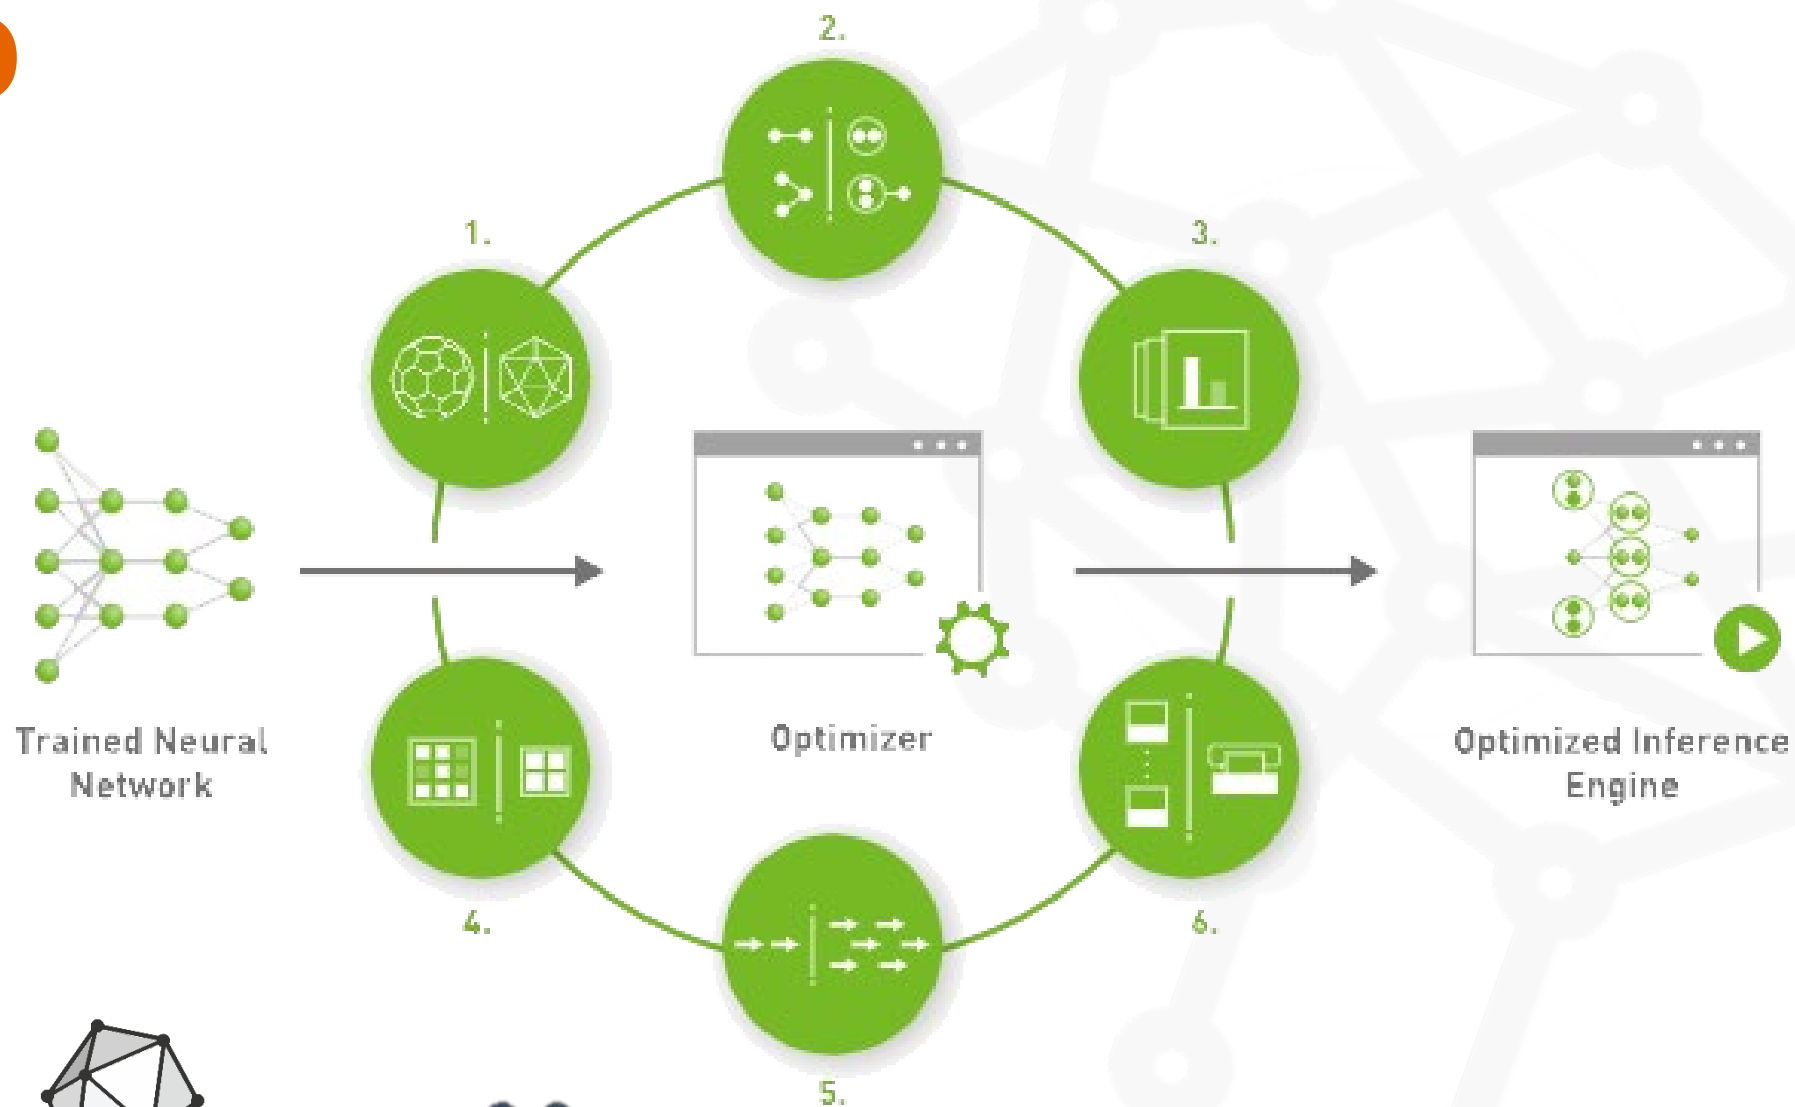 2.
1.
3.
Trained Neural
Network
Optimizer
Optimized Inference
Engine
4.
6.
5.